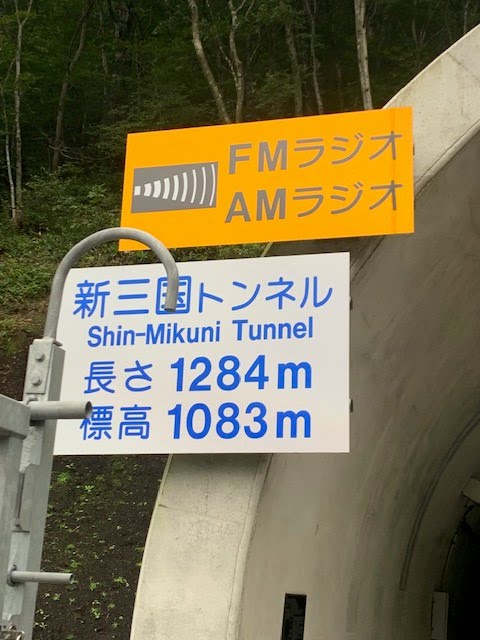 FMラジオ
AMラジオ
新三国トンネル
Shin-Mikuni Tunnel
長さ 1284m
標高 1083m